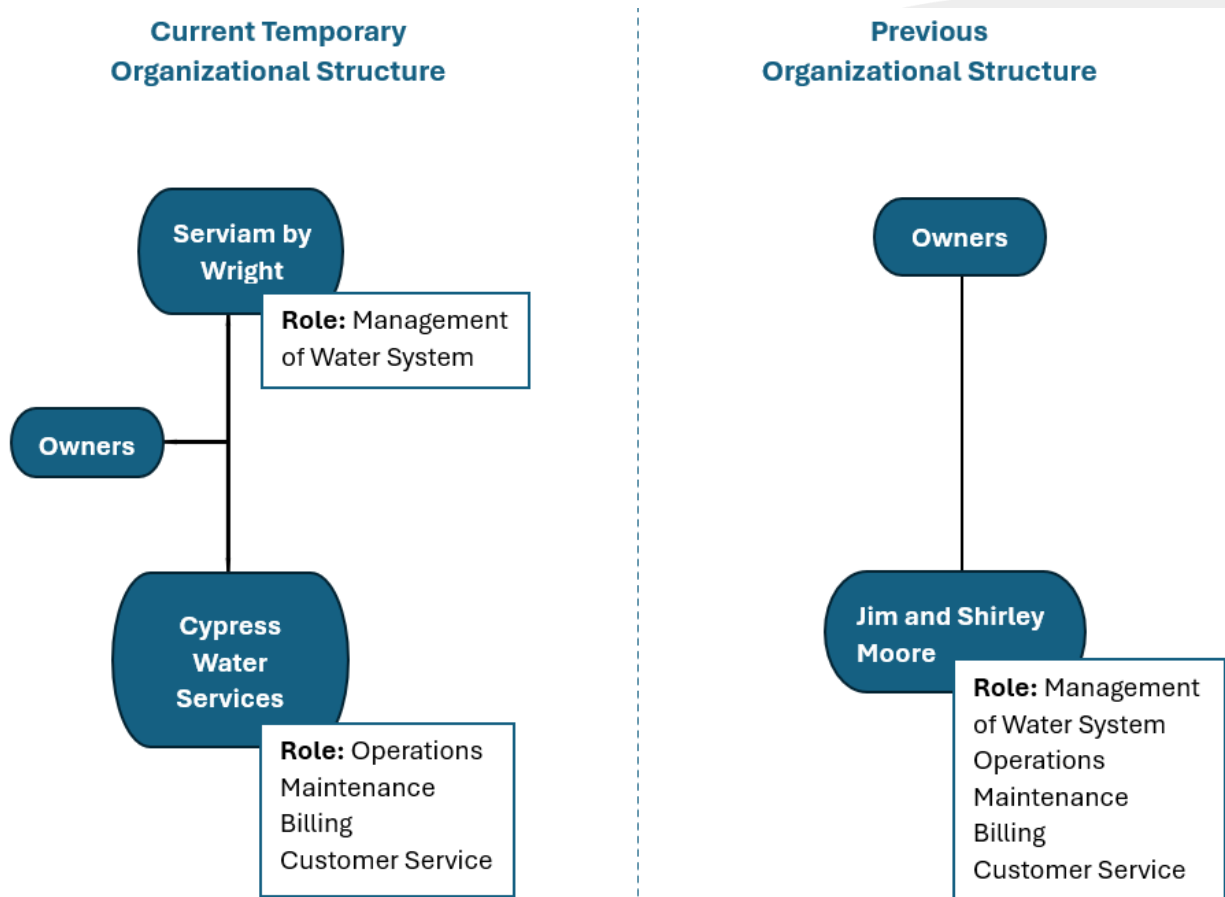 Current Temporary
Organizational Structure
Serviam by
Wright
Role: Management
of Water System
Owners
Cypress
Water
Services
Role: Operations
Maintenance
Billing
Customer Service
Previous
Organizational Structure
Owners
Jim and Shirley
Moore
Role: Management
of Water System
Operations
Maintenance
Billing
Customer Service